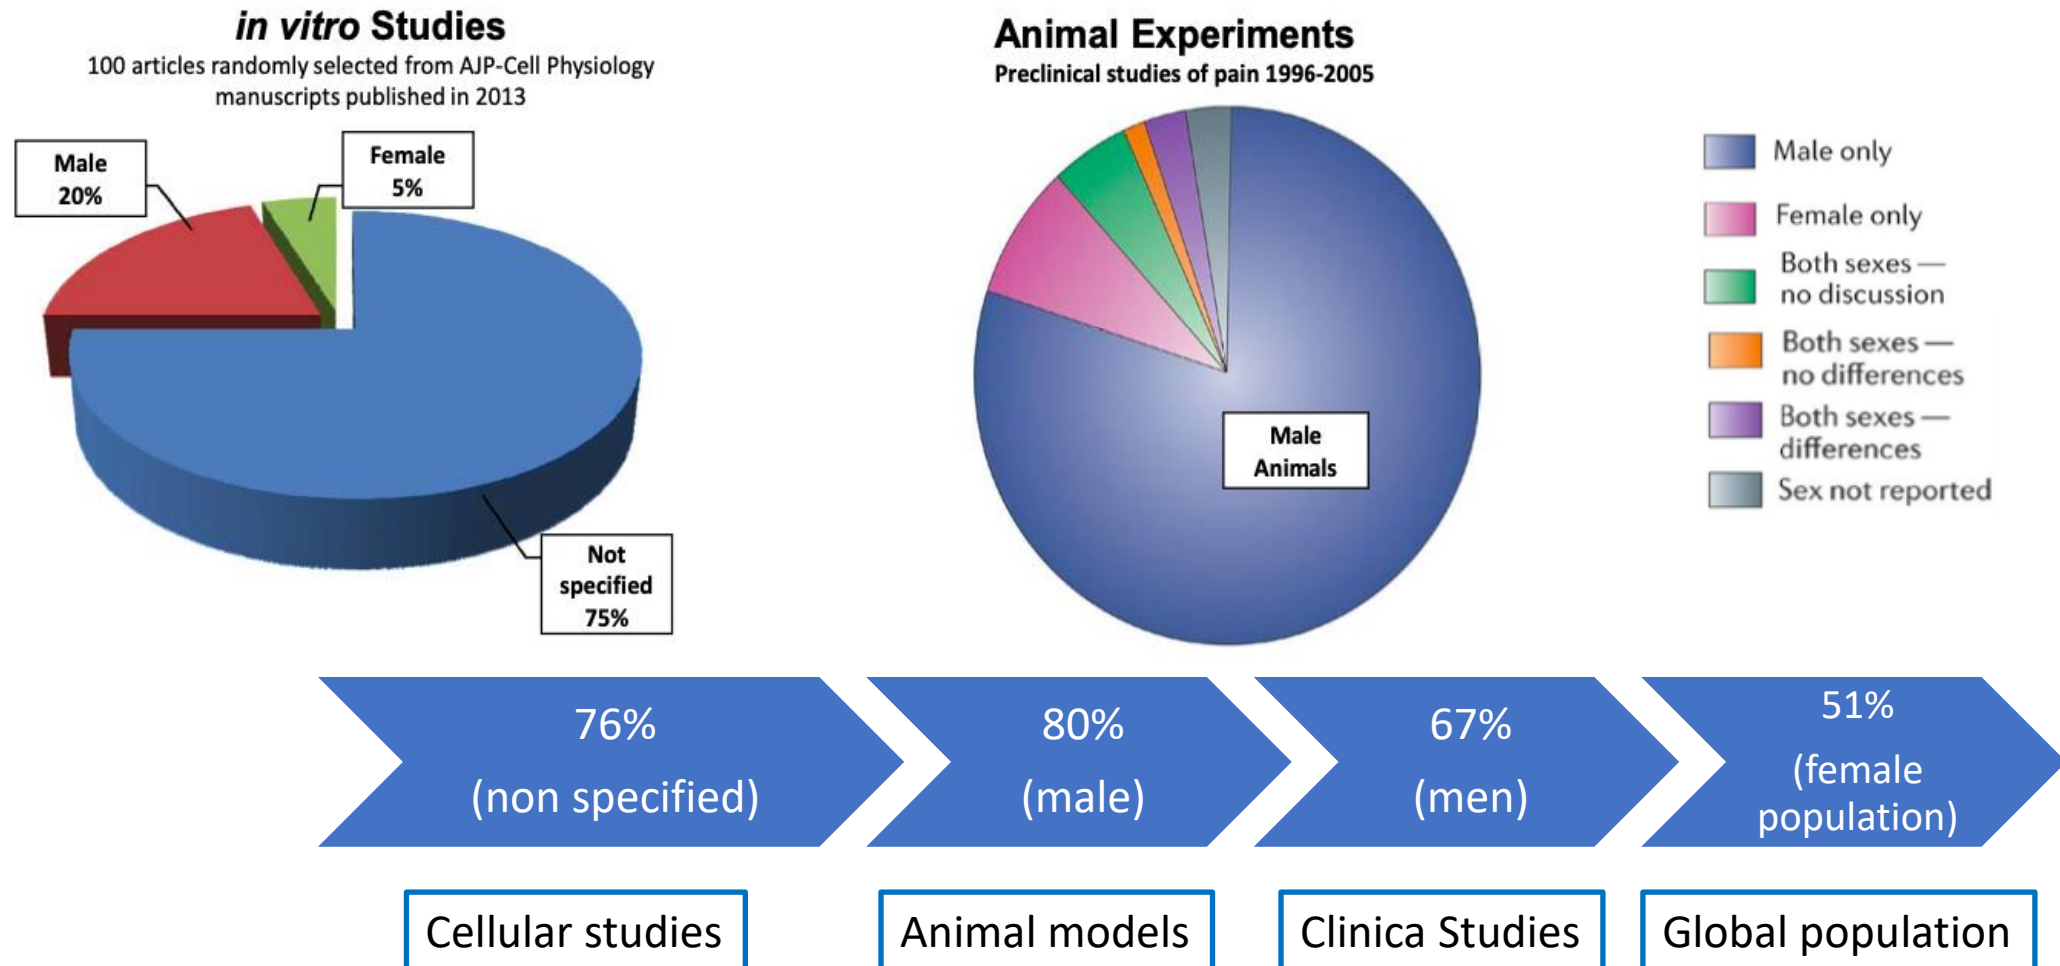 in vitro Studies
100 articles randomly selected from AJP-Cell Physiology
manuscripts published in 2013
Male
20%
Female
5%
Not
specified
75%
Animal Experiments
Preclinical studies of pain 1996-2005
Male
Animals
Male only
Female only
Both sexes —
no discussion
Both sexes —
no differences
Both sexes —
differences
Sex not reported
76%
(non specified)
80%
(male)
67%
(men)
51%
(female
population)
Cellular studies
Animal models
Clinica Studies
Global population